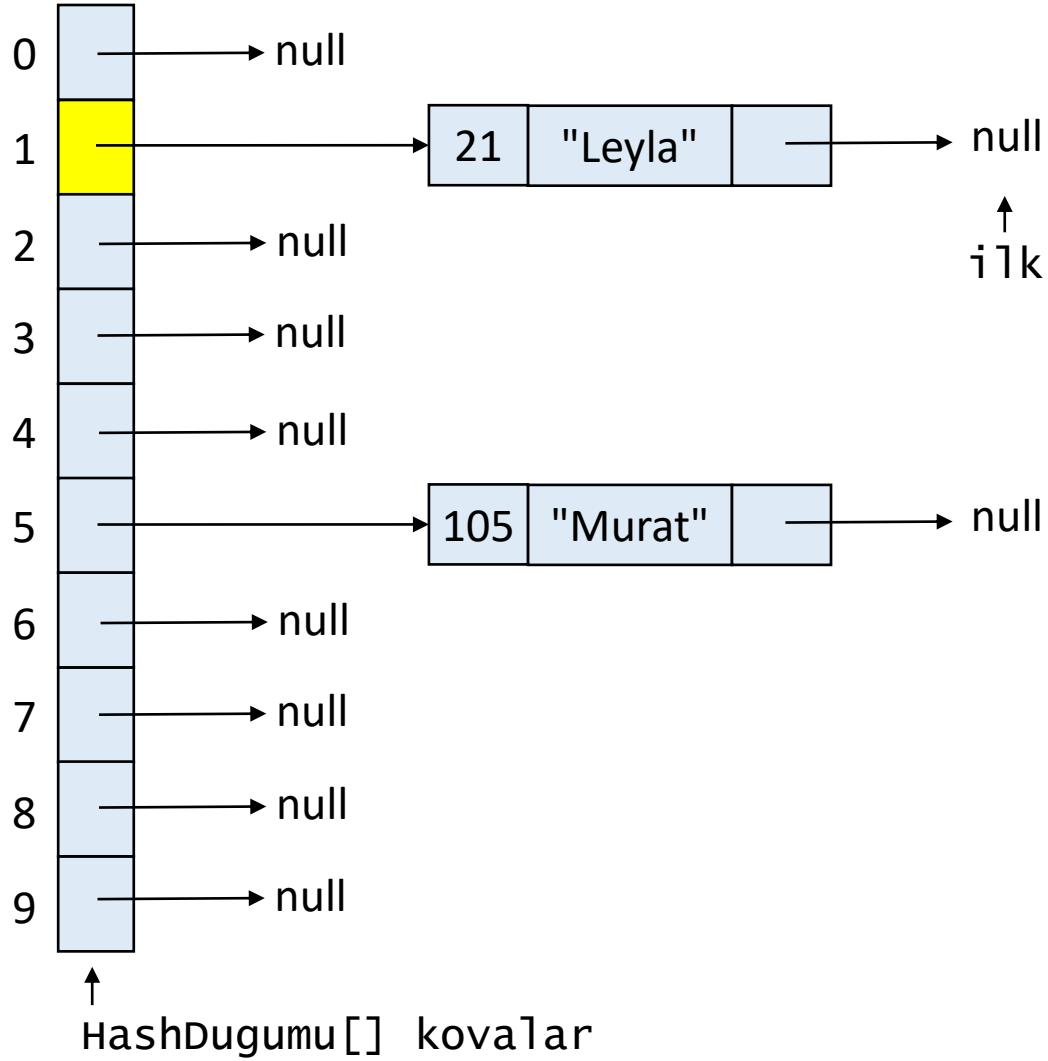 0 null
1 21 "Leyla" null
ilk
2 null
3 null
4 null
5 105 "Murat" null
6 null
7 null
8 null
9 null
HashDugumu[] kovalar